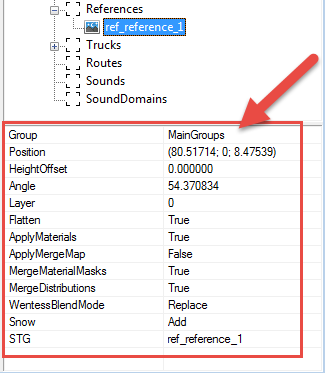 References
ref_reference_1
Trucks
Routes
Sounds
SoundDomains
Group MainGroups
Position (80.51714; 0; 8.47539)
HeightOffset 0.000000
Angle 54.370834
Layer 0
Flatten True
ApplyMaterials True
ApplyMergeMap False
MergeMaterialMasks True
MergeDistributions True
WentessBlendMode Replace
Snow Add
STG ref_reference_1